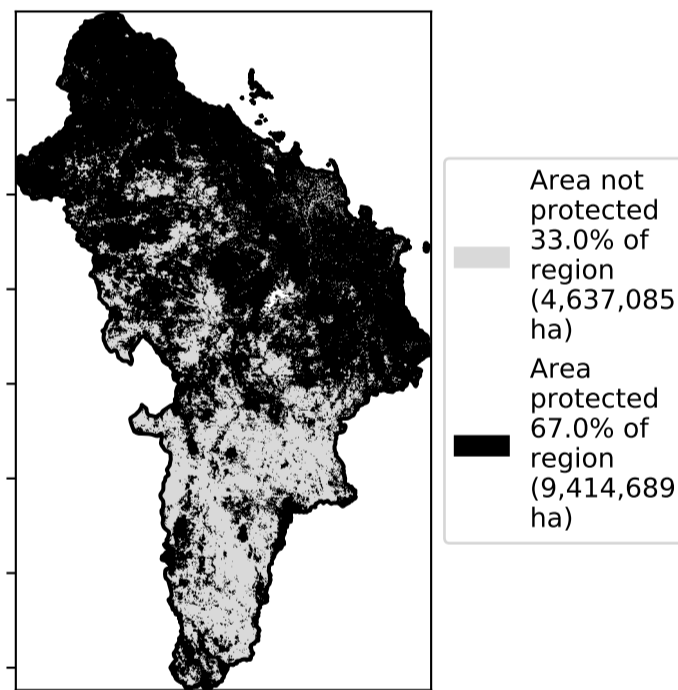 Area not
protected
33.0% of
region
(4,637,085
ha)
Area
protected
67.0% of
region
(9,414,689
ha)